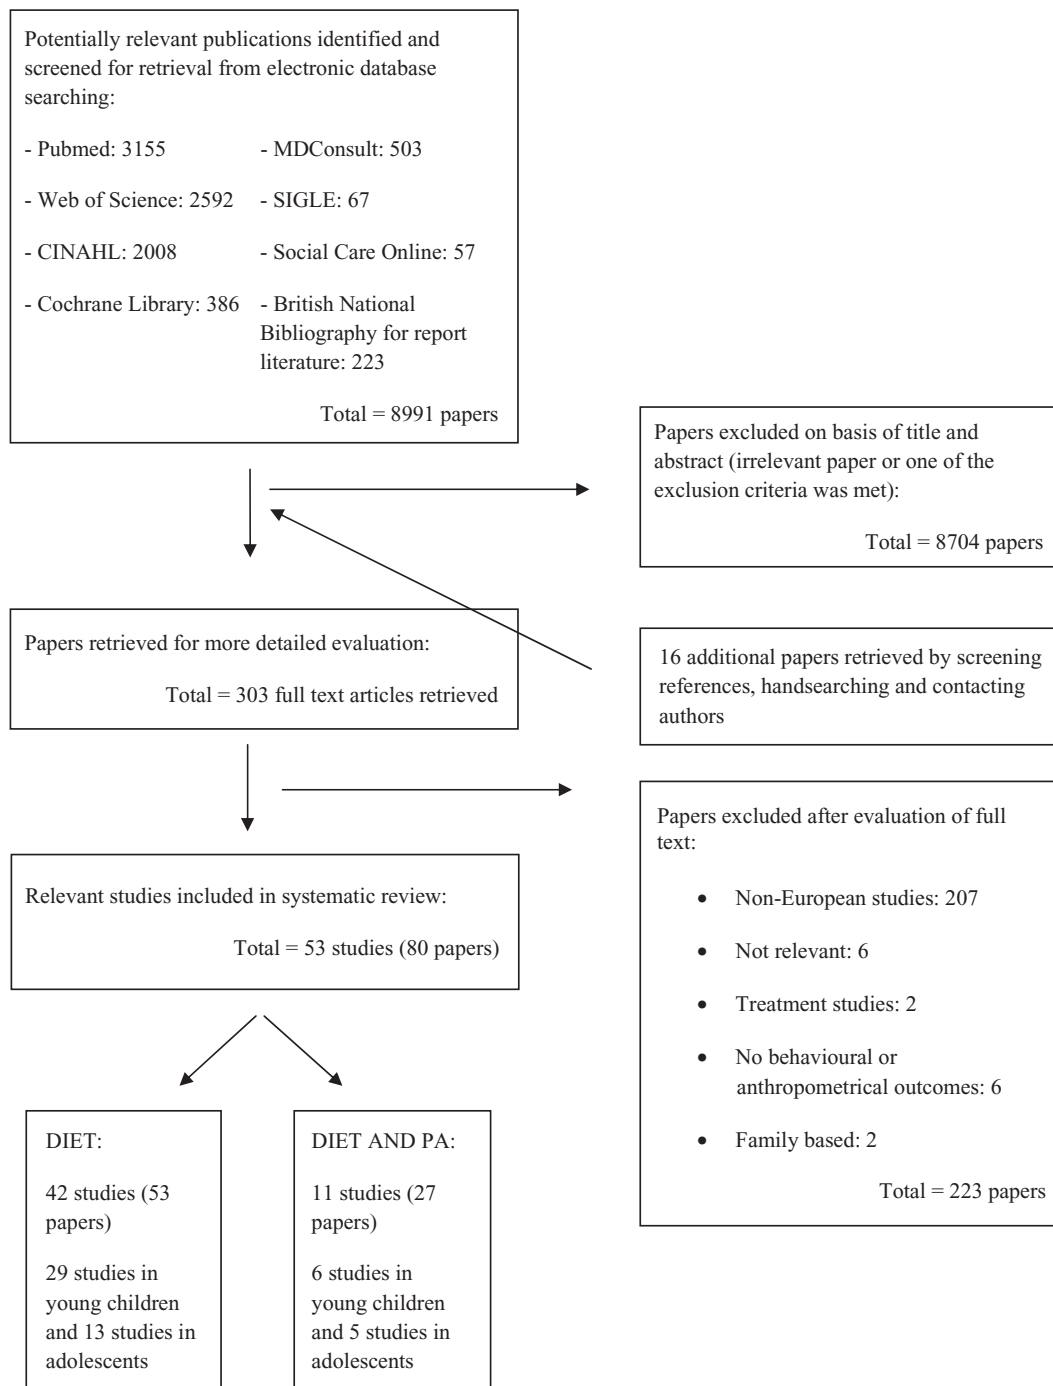 Potentially relevant publications identified and
screened for retrieval from electronic database
searching:
- Pubmed: 3155
- MDConsult: 503
- Web of Science: 2592
- SIGLE: 67
- CINAHL: 2008
- Social Care Online: 57
- Cochrane Library: 386
- British National
Bibliography for report
literature: 223
Total = 8991 papers
Papers excluded on basis of title and
abstract (irrelevant paper or one of the
exclusion criteria was met):
Total = 8704 papers
Papers retrieved for more detailed evaluation:
Total = 303 full text articles retrieved
16 additional papers retrieved by screening
references, handsearching and contacting
authors
Papers excluded after evaluation of full
text:
• Non-European studies: 207
• Not relevant: 6
• Treatment studies: 2
• No behavioural or
anthropometrical outcomes: 6
• Family based: 2
Total = 223 papers
Relevant studies included in systematic review:
Total = 53 studies (80 papers)
DIET:
42 studies (53
papers)
29 studies in
young children
and 13 studies in
adolescents
DIET AND PA:
11 studies (27
papers)
6 studies in
young children
and 5 studies in
adolescents